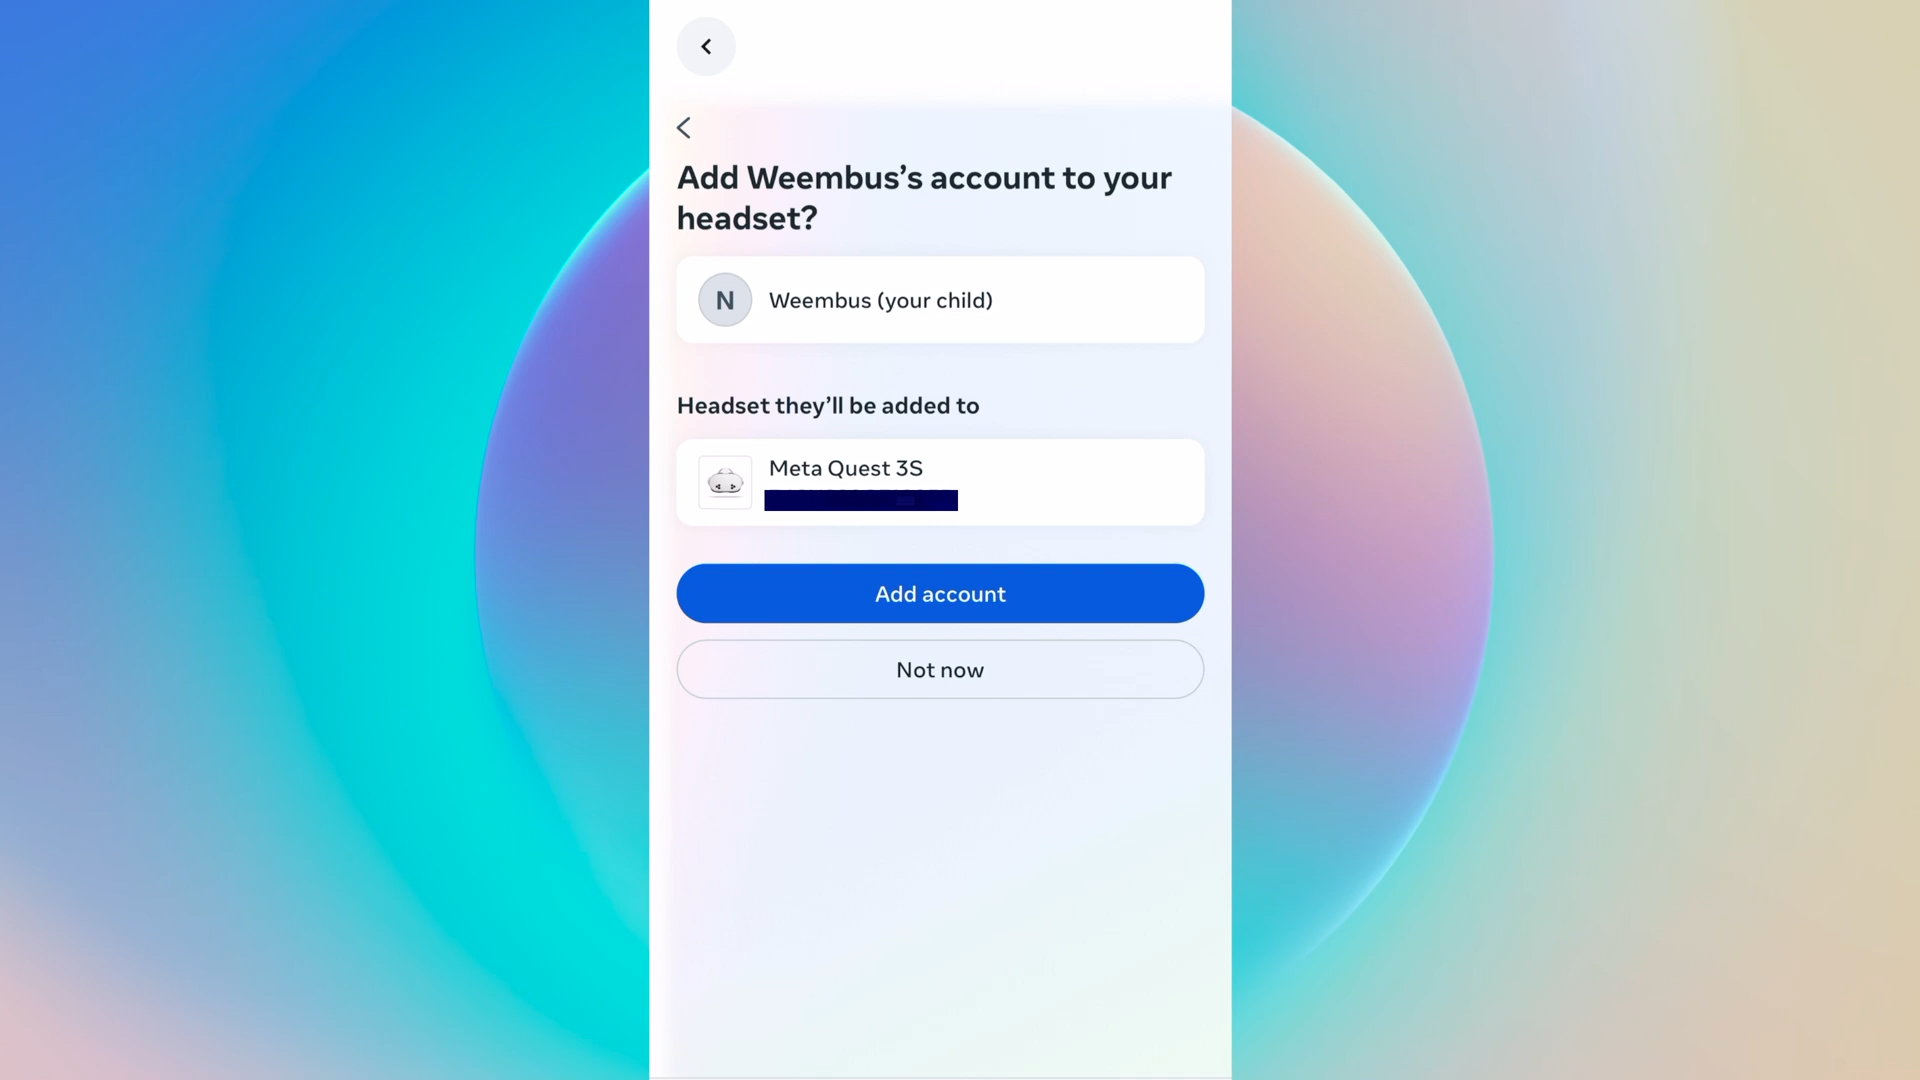 Add Weembus’s account to your
headset?
N
Weembus (your child)
Headset they’ll be added to
Meta Quest 3S
Add account
Not now